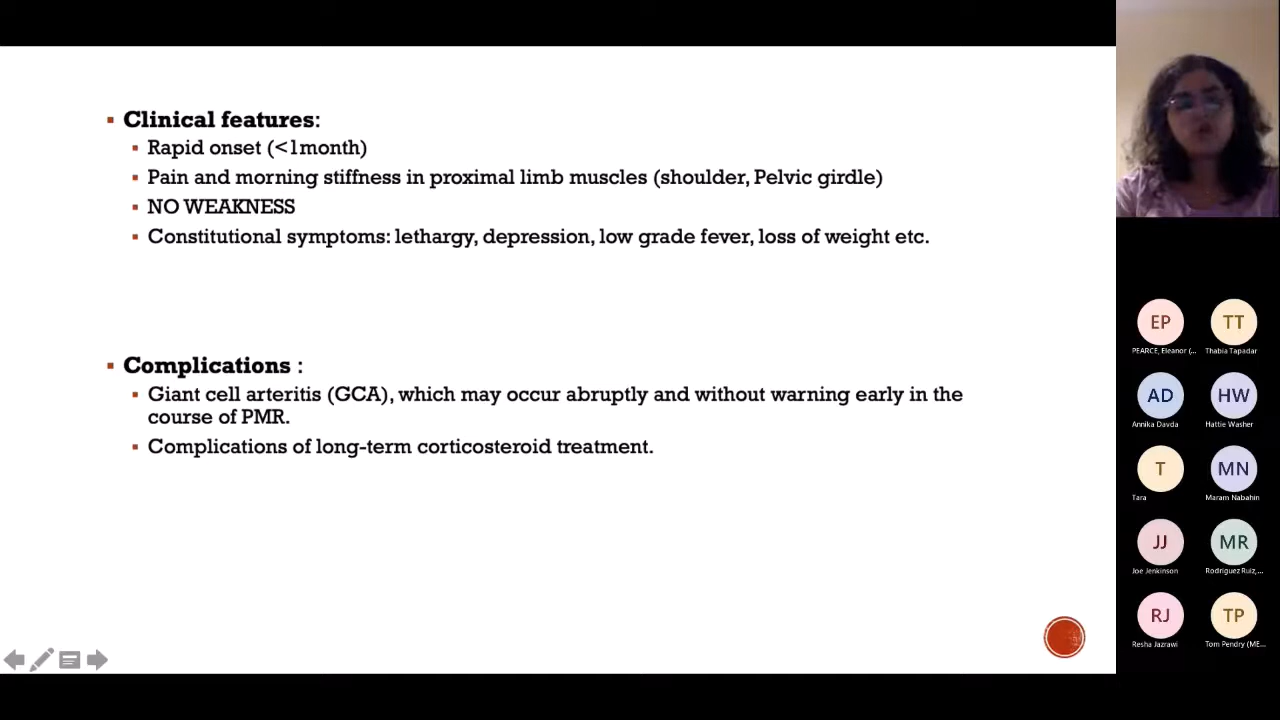 Clinical features:
Rapid onset (<1month)
Pain and morning stiffness in proximal limb muscles (shoulder, Pelvic girdle)
NO WEAKNESS
Constitutional symptoms: lethargy, depression, low grade fever, loss of weight etc.
Complications :
Giant cell arteritis (GCA), which may occur abruptly and without warning early in the
course of PMR.
Complications of long-term corticosteroid treatment.
EP TT
PEARCE, Eleanor (... Thabia Tapadar
AD HW
Annika Davda Hattie Washer
T MN
Tara Maram Nabahin
JJ MR
Joe Jenkinson Rodriguez Ruiz,...
RJ TP
Resha Jazrawi Tom Pendry (ME...